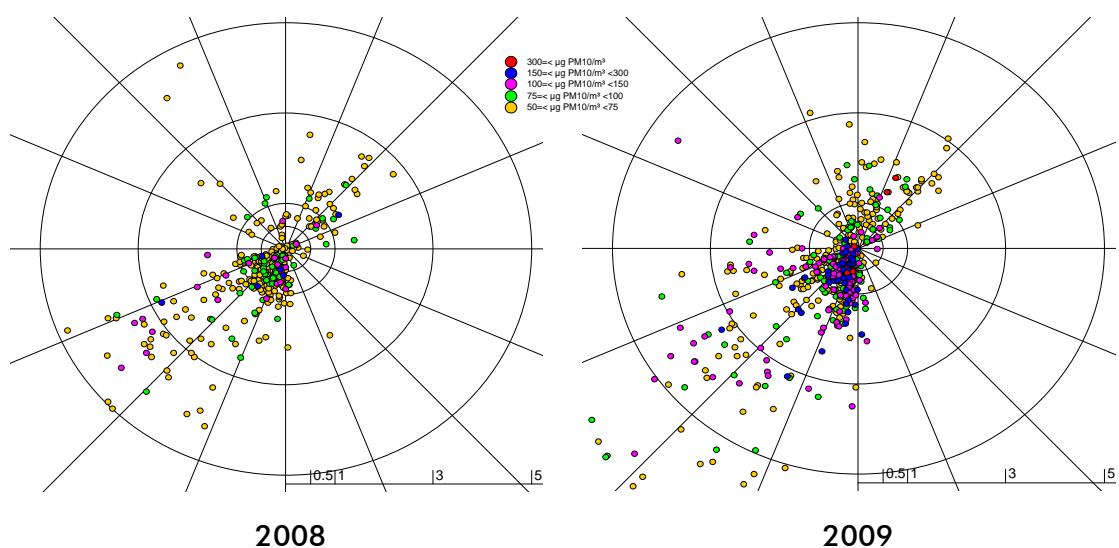 300=< µg PM10/m³
150=< µg PM10/m³ <300
100=< µg PM10/m³ <150
75=< µg PM10/m³ <100
50=< µg PM10/m³ <75
0.5 1 3 5
0.5 1 3 5
2008 2009